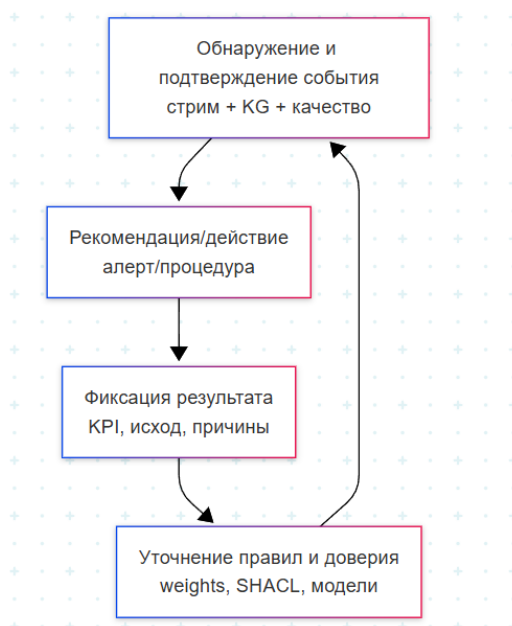 Обнаружение и
подтверждение события
стрим + KG + качество
Рекомендация/действие
алерт/процедура
Фиксация результата
KPI, исход, причины
Уточнение правил и доверия
weights, SHACL, модели